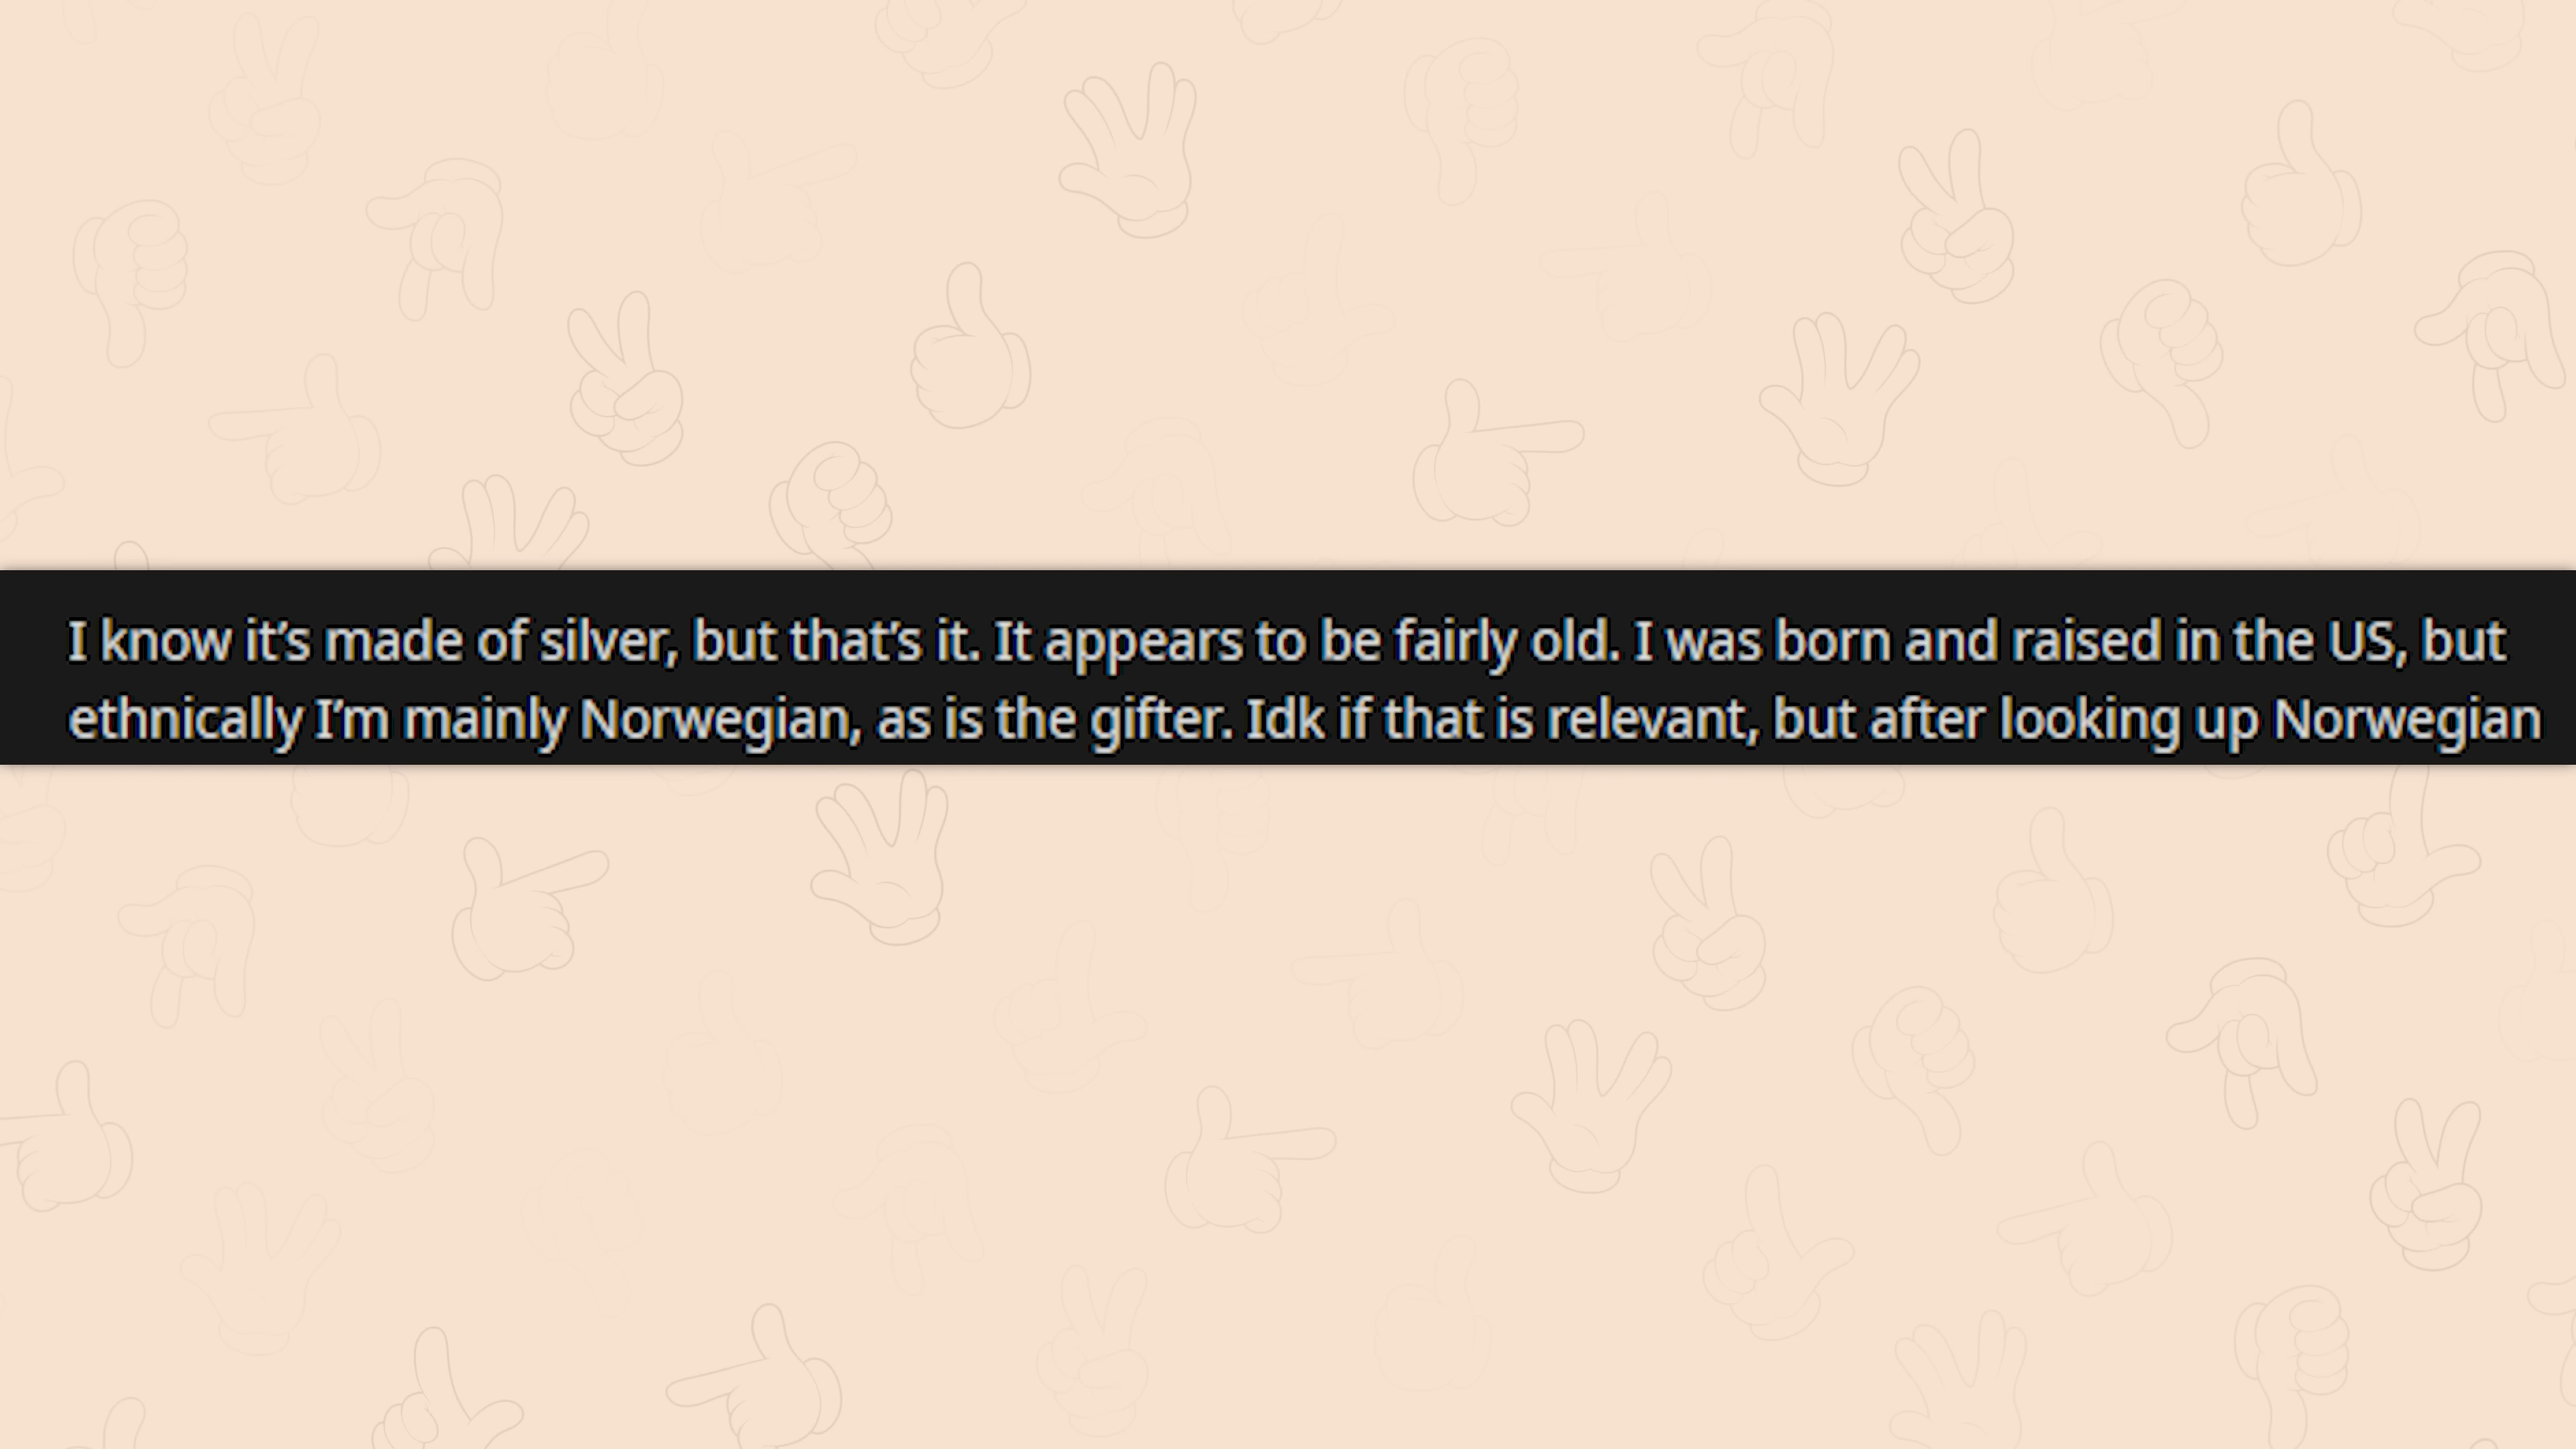 I know it’s made of silver, but that’s it. It appears to be fairly old. I was born and raised in the US, but
ethnically I’m mainly Norwegian, as is the gifter. Idk if that is relevant, but after looking up Norwegian